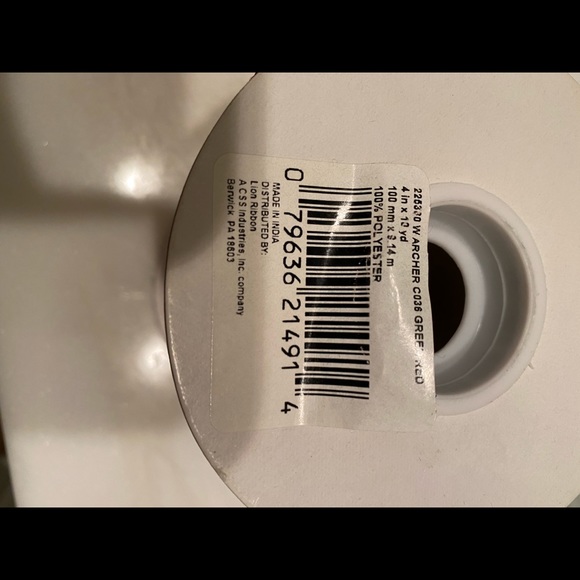 W ARCHER C036 GREE RED
4 in x 10 yd
100 mm x 9.14 m
100% POLYESTER
0 79636 21491 4
MADE IN INDIA
DISTRIBUTED BY:
Lion Ribbon
A CSS Industries, Inc. company
Berwick, PA 18603